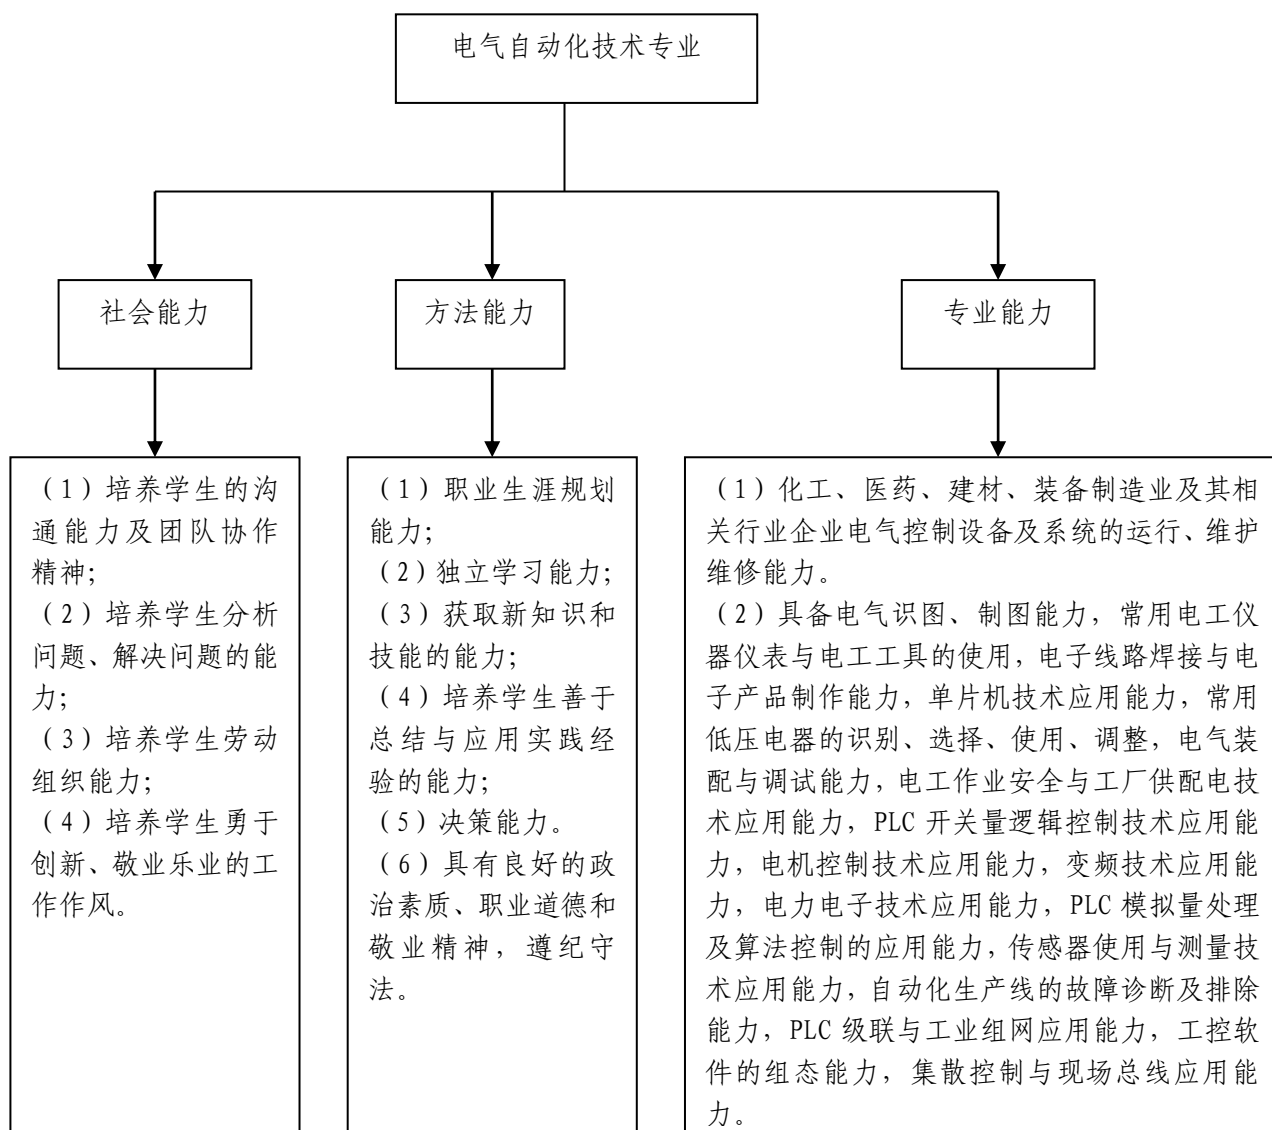 电气自动化技术专业
社会能力
方法能力
专业能力
（1）培养学生的沟
通能力及团队协作
精神；
（2）培养学生分析
问题、解决问题的能
力；
（3）培养学生劳动
组织能力；
（4）培养学生勇于
创新、敬业乐业的工
作作风。
（1）职业生涯规划
能力；
（2）独立学习能力；
（3）获取新知识和
技能的能力；
（4）培养学生善于
总结与应用实践经
验的能力；
（5）决策能力。
（6）具有良好的政
治素质、职业道德和
敬业精神，遵纪守
法。
（1）化工、医药、建材、装备制造业及其相
关行业企业电气控制设备及系统的运行、维护
维修能力。
（2）具备电气识图、制图能力，常用电工仪
器仪表与电工工具的使用，电子线路焊接与电
子产品制作能力，单片机技术应用能力，常用
低压电器的识别、选择、使用、调整，电气装
配与调试能力，电工作业安全与工厂供配电技
术应用能力，PLC 开关量逻辑控制技术应用能
力，电机控制技术应用能力，变频技术应用能
力，电力电子技术应用能力，PLC 模拟量处理
及算法控制的应用能力，传感器使用与测量技
术应用能力，自动化生产线的故障诊断及排除
能力，PLC 级联与工业组网应用能力，工控软
件的组态能力，集散控制与现场总线应用能
力。